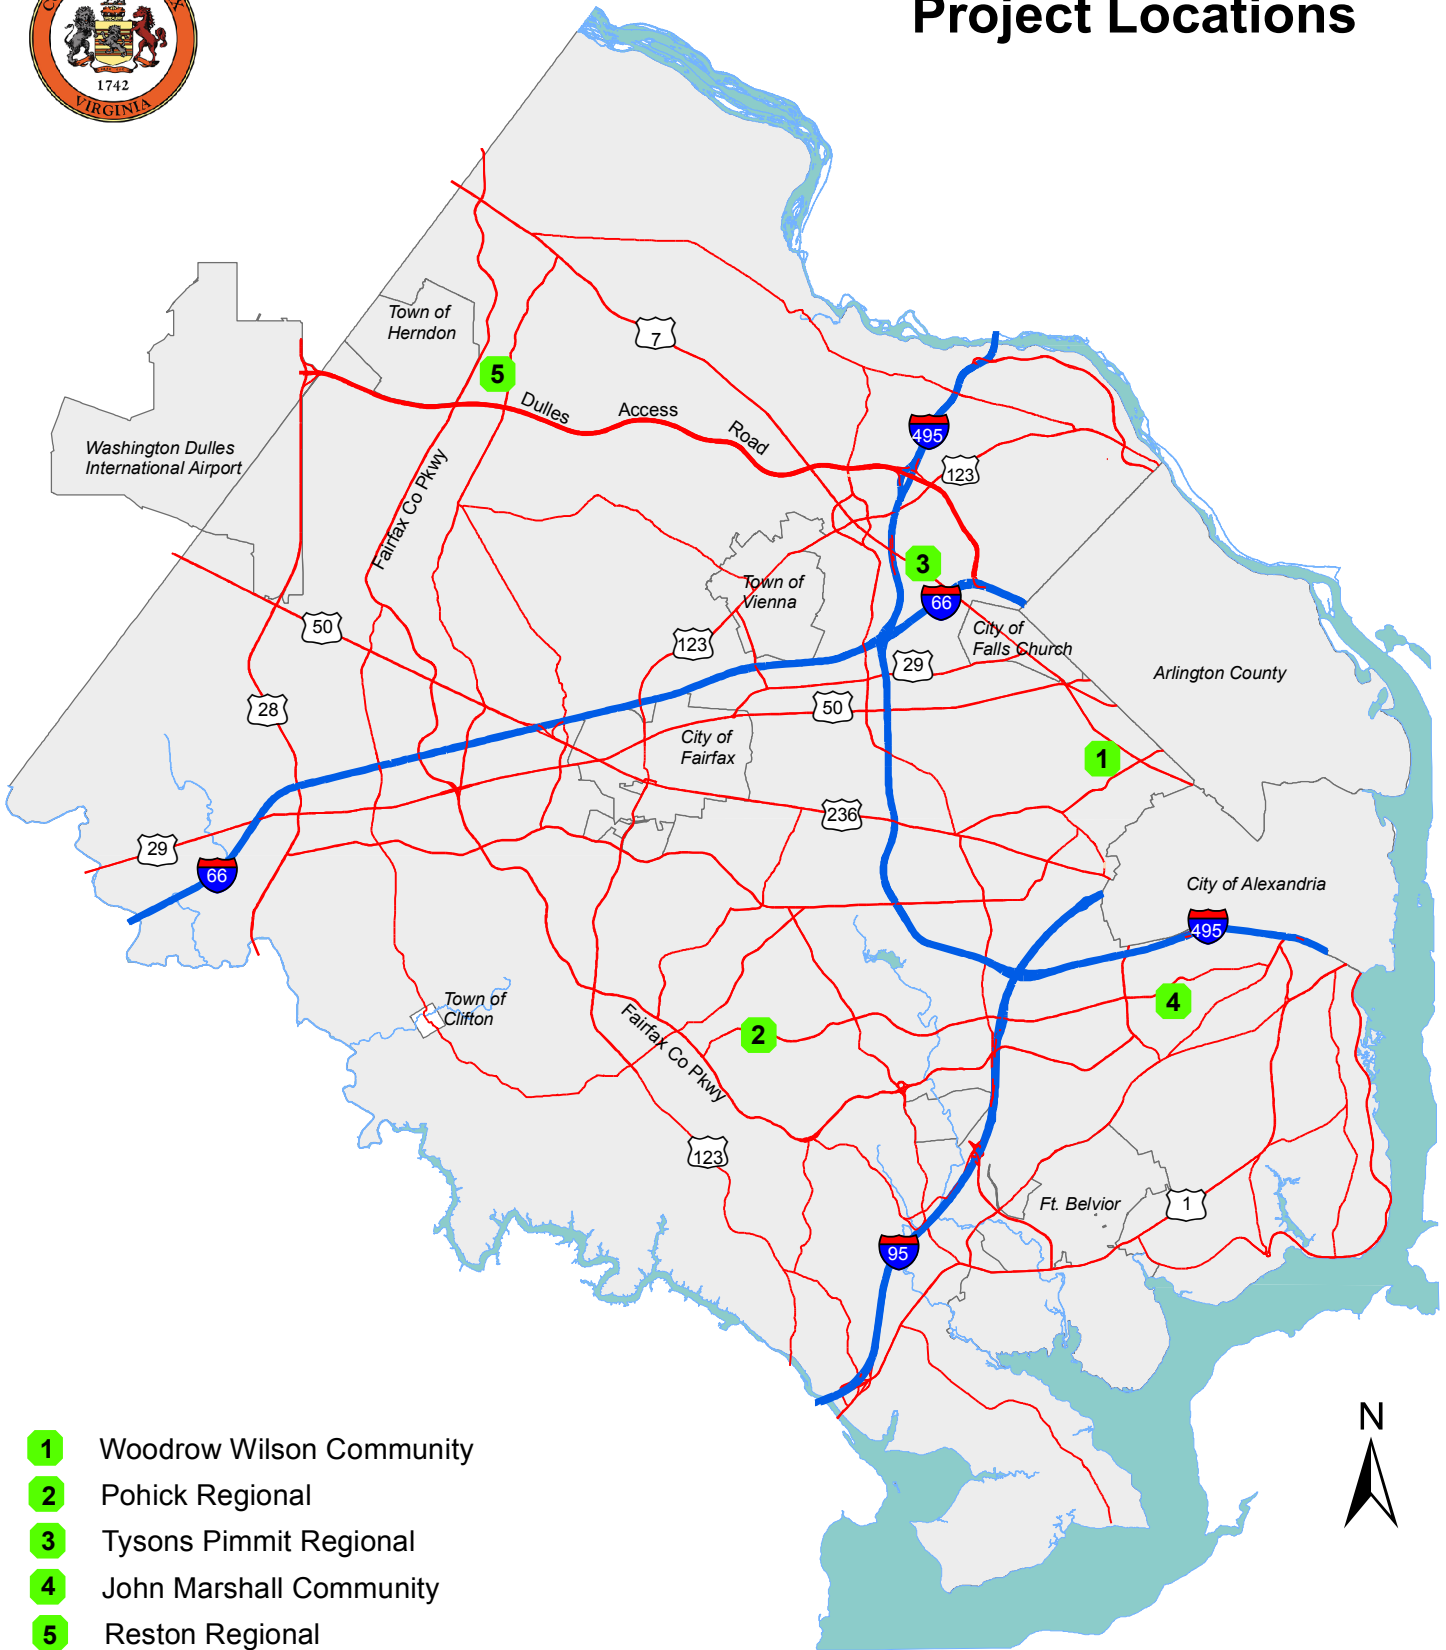 Project Locations
1742
VIRGINIA
Town of
Herndon
7
5
Dulles Access Road
495
123
Washington Dulles
International Airport
Fairfax Co Pkwy
3
Town of
Vienna
66
50
123
City of
Falls Church
29
Arlington County
28
50
City of
Fairfax
1
236
29
66
City of Alexandria
495
Town of
Clifton
4
2
Fairfax Co Pkwy
123
Ft. Belvior
1
95
N
1 Woodrow Wilson Community
2 Pohick Regional
3 Tysons Pimmit Regional
4 John Marshall Community
5 Reston Regional